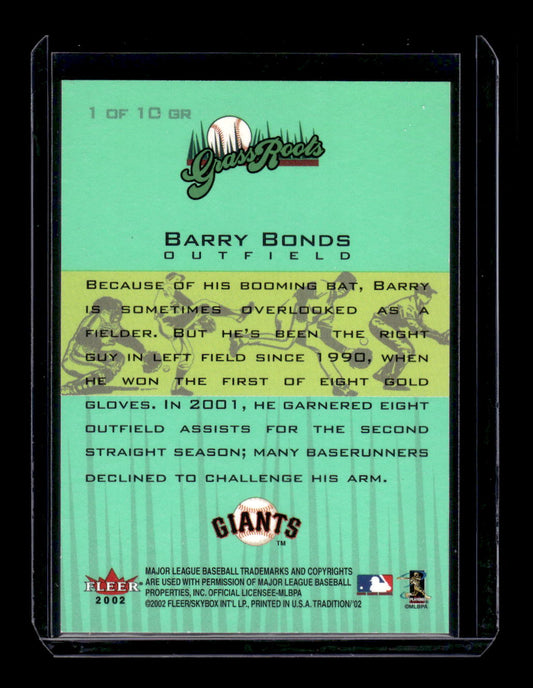 1 OF 10 GR
Grass Roots
BARRY BONDS
OUTFIELD
BECAUSE OF HIS BOOMING BAT, BARRY
IS SOMETIMES OVERLOOKED AS A
FIELDER. BUT HE'S BEEN THE RIGHT
GUY IN LEFT FIELD SINCE 1990, WHEN
HE WON THE FIRST OF EIGHT GOLD
GLOVES. IN 2001, HE GARNERED EIGHT
OUTFIELD ASSISTS FOR THE SECOND
STRAIGHT SEASON; MANY BASERUNNERS
DECLINED TO CHALLENGE HIS ARM.
GIANTS
TM
FLEER
2002
MAJOR LEAGUE BASEBALL TRADEMARKS AND COPYRIGHTS
ARE USED WITH PERMISSION OF MAJOR LEAGUE BASEBALL
PROPERTIES, INC. OFFICIAL LICENSEE-MLBPA
©2002 FLEER/SKYBOX INT'L LP., PRINTED IN U.S.A. TRADITION/'02
©MLBPA